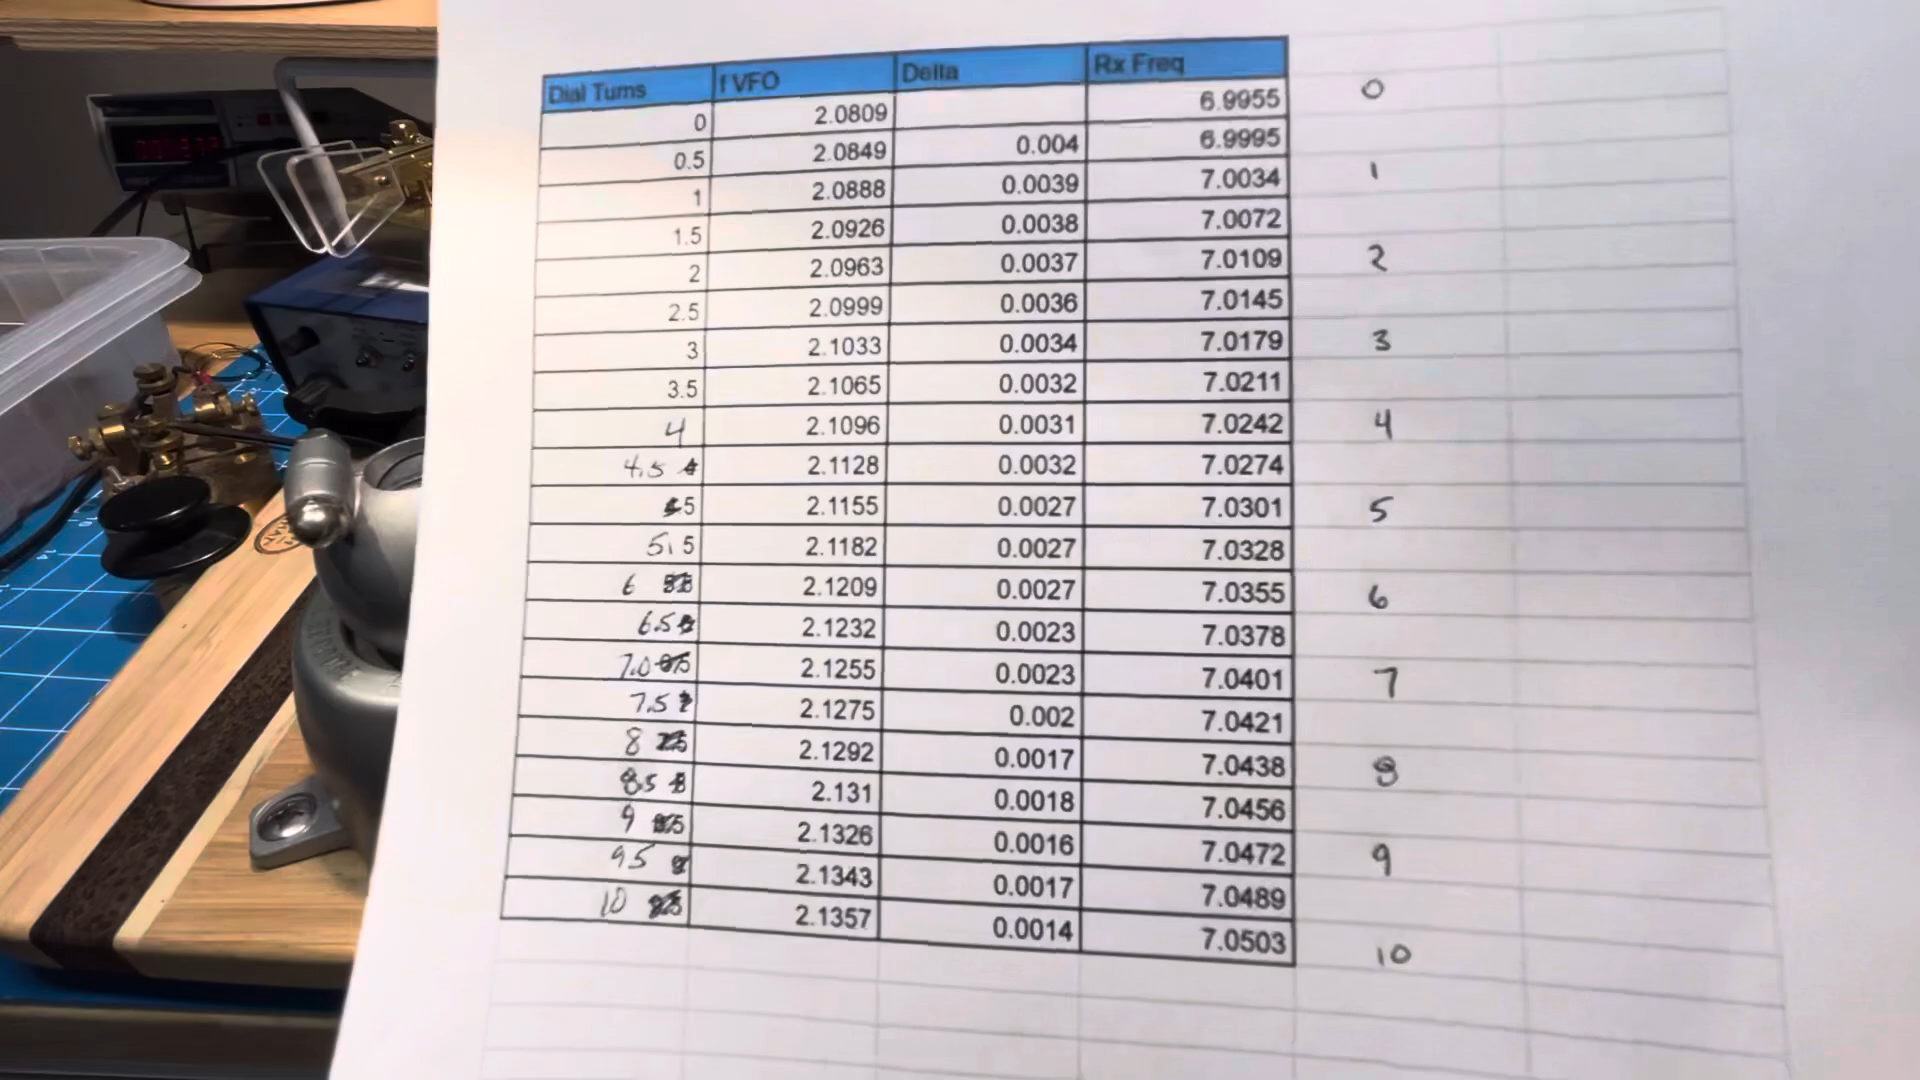 Dial Turns f VFO Delta Rx Freq
0 2.0809 6.9955 0
0.5 2.0849 0.004 6.9995
1 2.0888 0.0039 7.0034 1
1.5 2.0926 0.0038 7.0072
2 2.0963 0.0037 7.0109 2
2.5 2.0999 0.0036 7.0145
3 2.1033 0.0034 7.0179 3
3.5 2.1065 0.0032 7.0211
4 2.1096 0.0031 7.0242 4
4.5 2.1128 0.0032 7.0274
5 2.1155 0.0027 7.0301 5
5.5 2.1182 0.0027 7.0328
6 2.1209 0.0027 7.0355 6
6.5 2.1232 0.0023 7.0378
7.0 2.1255 0.0023 7.0401 7
7.5 2.1275 0.002 7.0421
8 2.1292 0.0017 7.0438 8
8.5 2.131 0.0018 7.0456
9 2.1326 0.0016 7.0472 9
9.5 2.1343 0.0017 7.0489
10 2.1357 0.0014 7.0503 10